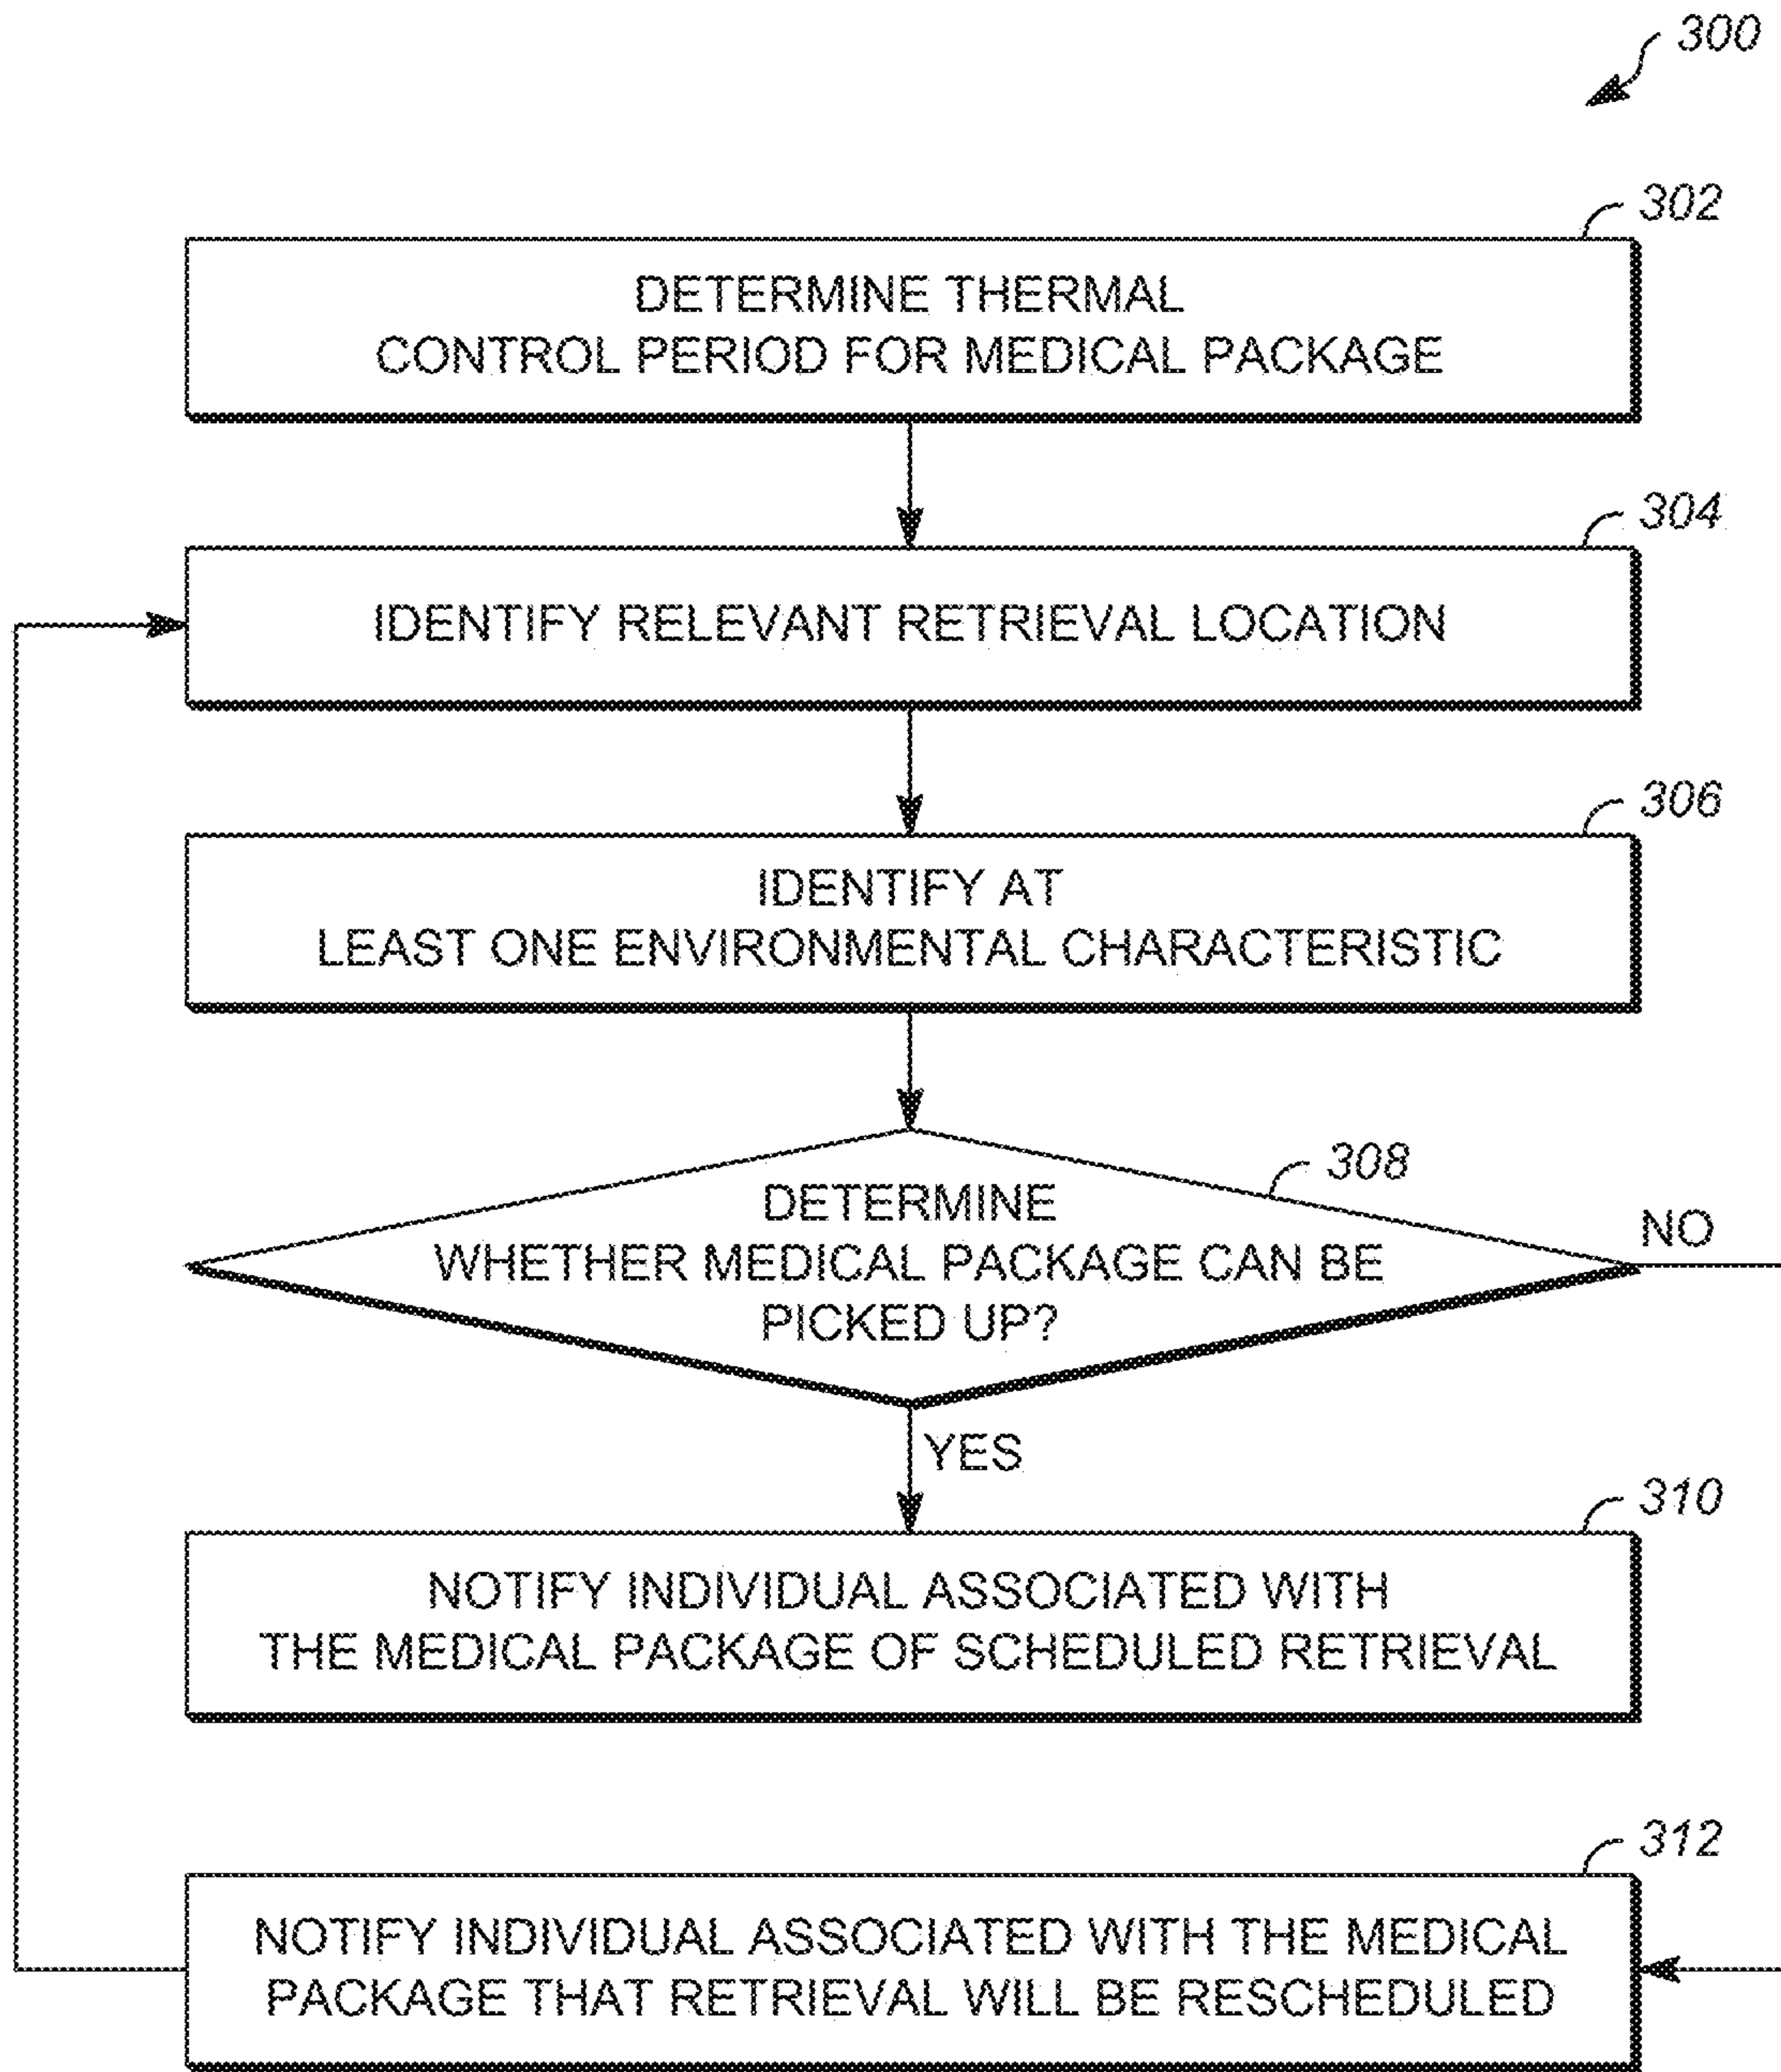 300
302
DETERMINE THERMAL
CONTROL PERIOD FOR MEDICAL PACKAGE
304
IDENTIFY RELEVANT RETRIEVAL LOCATION
306
IDENTIFY AT
LEAST ONE ENVIRONMENTAL CHARACTERISTIC
308
DETERMINE
WHETHER MEDICAL PACKAGE CAN BE
PICKED UP?
NO
YES
310
NOTIFY INDIVIDUAL ASSOCIATED WITH
THE MEDICAL PACKAGE OF SCHEDULED RETRIEVAL
312
NOTIFY INDIVIDUAL ASSOCIATED WITH THE MEDICAL
PACKAGE THAT RETRIEVAL WILL BE RESCHEDULED